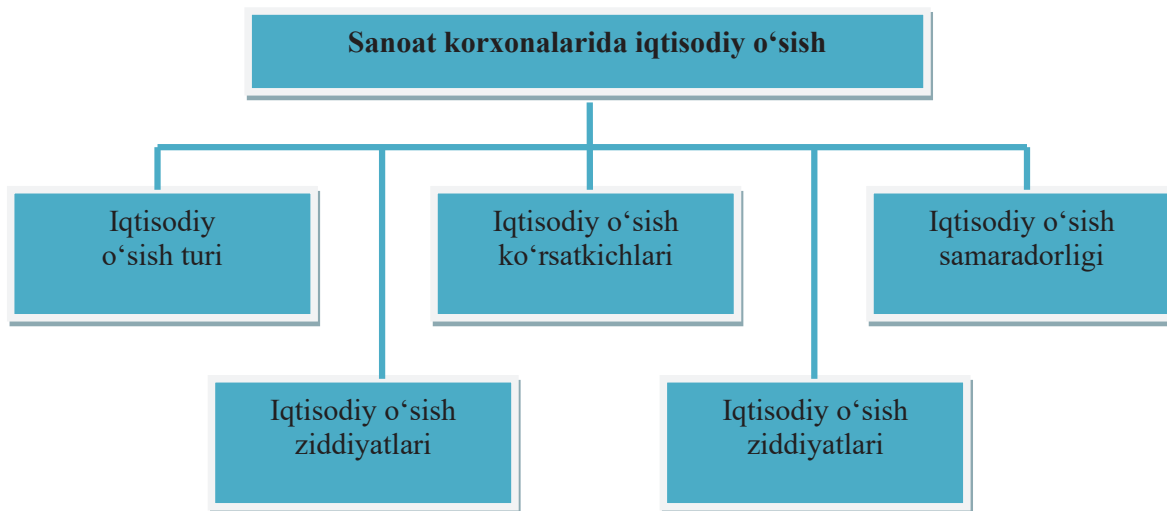 Sanoat korxonalarida iqtisodiy o‘sish
Iqtisodiy
o‘sish turi
Iqtisodiy o‘sish
ko‘rsatkichlari
Iqtisodiy o‘sish
samaradorligi
Iqtisodiy o‘sish
ziddiyatlari
Iqtisodiy o‘sish
ziddiyatlari